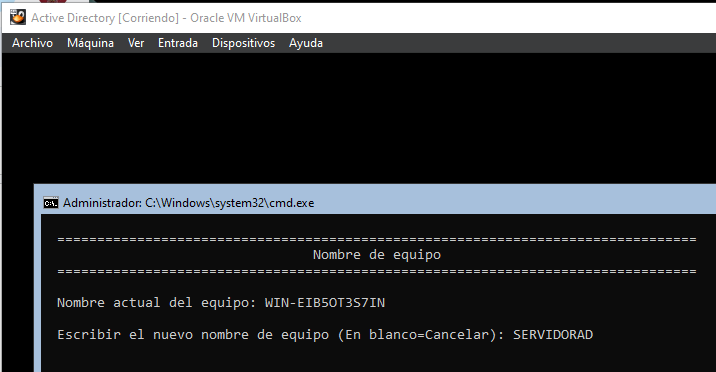 Active Directory [Corriendo] - Oracle VM VirtualBox
Archivo Máquina Ver Entrada Dispositivos Ayuda
Administrador: C:\Windows\system32\cmd.exe
================================================================================
Nombre de equipo
================================================================================
Nombre actual del equipo: WIN-EIB5OT3S7IN
Escribir el nuevo nombre de equipo (En blanco=Cancelar): SERVIDORAD